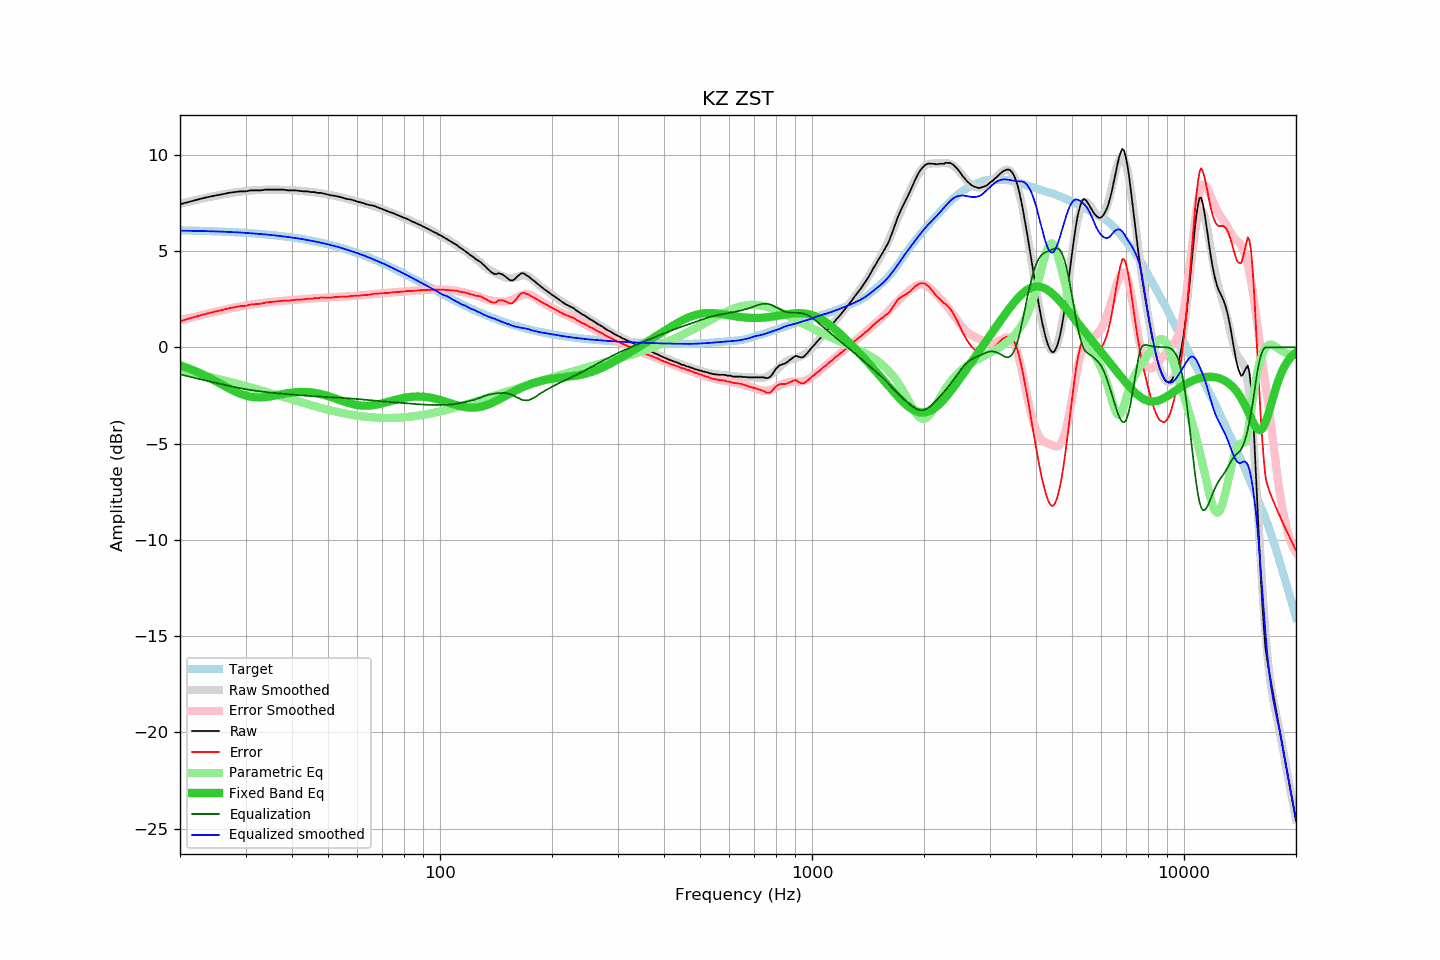 KZ ZST
10
5
0
−5
−10
−15
−20
−25
Amplitude (dBr)
Target
Raw Smoothed
Error Smoothed
Raw
Error
Parametric Eq
Fixed Band Eq
Equalization
Equalized smoothed
100
1000
10000
Frequency (Hz)